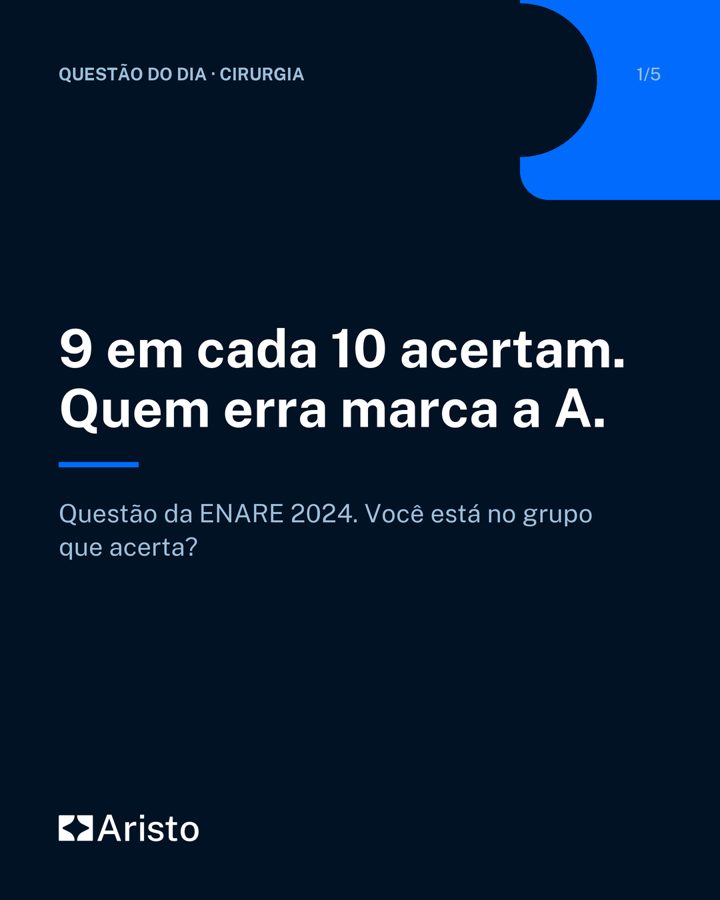 QUESTÃO DO DIA · CIRURGIA
1/5
9 em cada 10 acertam.
Quem erra marca a A.
Questão da ENARE 2024. Você está no grupo
que acerta?
Aristo